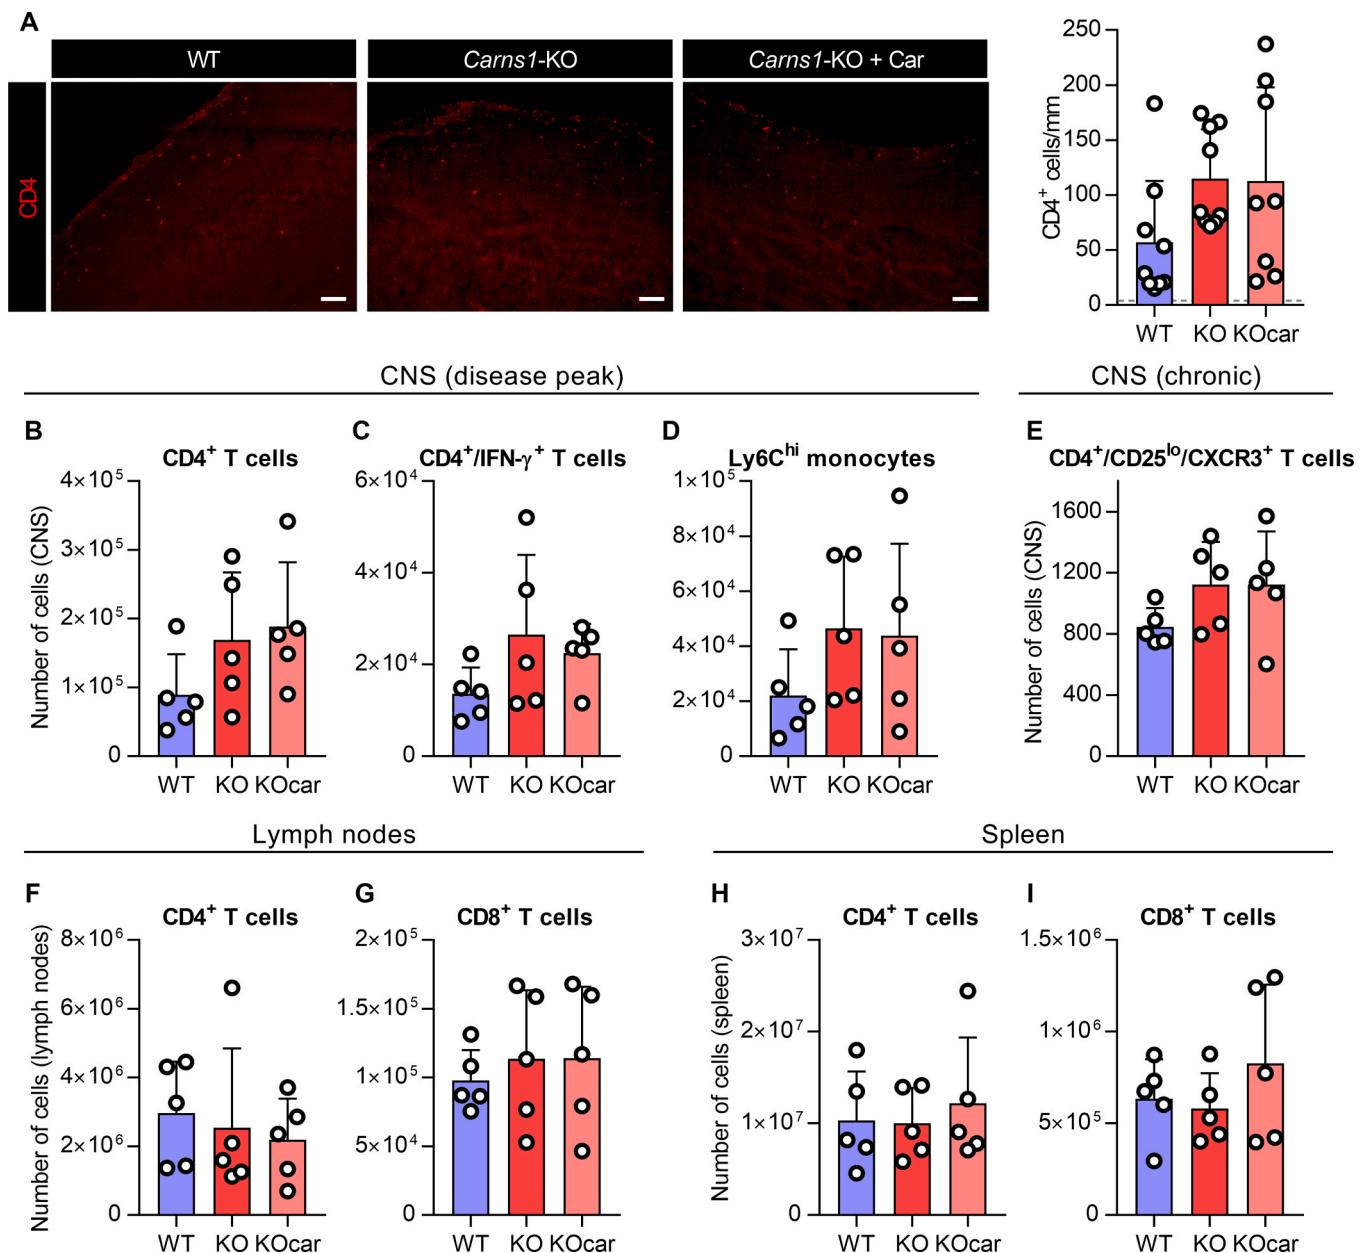 A
WT
Carns1-KO
Carns1-KO + Car
CD4
CD4+ cells/mm
250
200
150
100
50
0
WT KO KOcar
CNS (disease peak)
CNS (chronic)
B
CD4+ T cells
Number of cells (CNS)
4×10^5
3×10^5
2×10^5
1×10^5
0
WT KO KOcar
C
CD4+/IFN-γ+ T cells
6×10^4
4×10^4
2×10^4
0
WT KO KOcar
D
Ly6Chi monocytes
1×10^5
8×10^4
6×10^4
4×10^4
2×10^4
0
WT KO KOcar
E
CD4+/CD25lo/CXCR3+ T cells
Number of cells (CNS)
1600
1200
800
400
0
WT KO KOcar
Lymph nodes
Spleen
F
CD4+ T cells
Number of cells (lymph nodes)
8×10^6
6×10^6
4×10^6
2×10^6
0
WT KO KOcar
G
CD8+ T cells
2×10^5
1.5×10^5
1×10^5
5×10^4
0
WT KO KOcar
H
CD4+ T cells
Number of cells (spleen)
3×10^7
2×10^7
1×10^7
0
WT KO KOcar
I
CD8+ T cells
1.5×10^6
1×10^6
5×10^5
0
WT KO KOcar